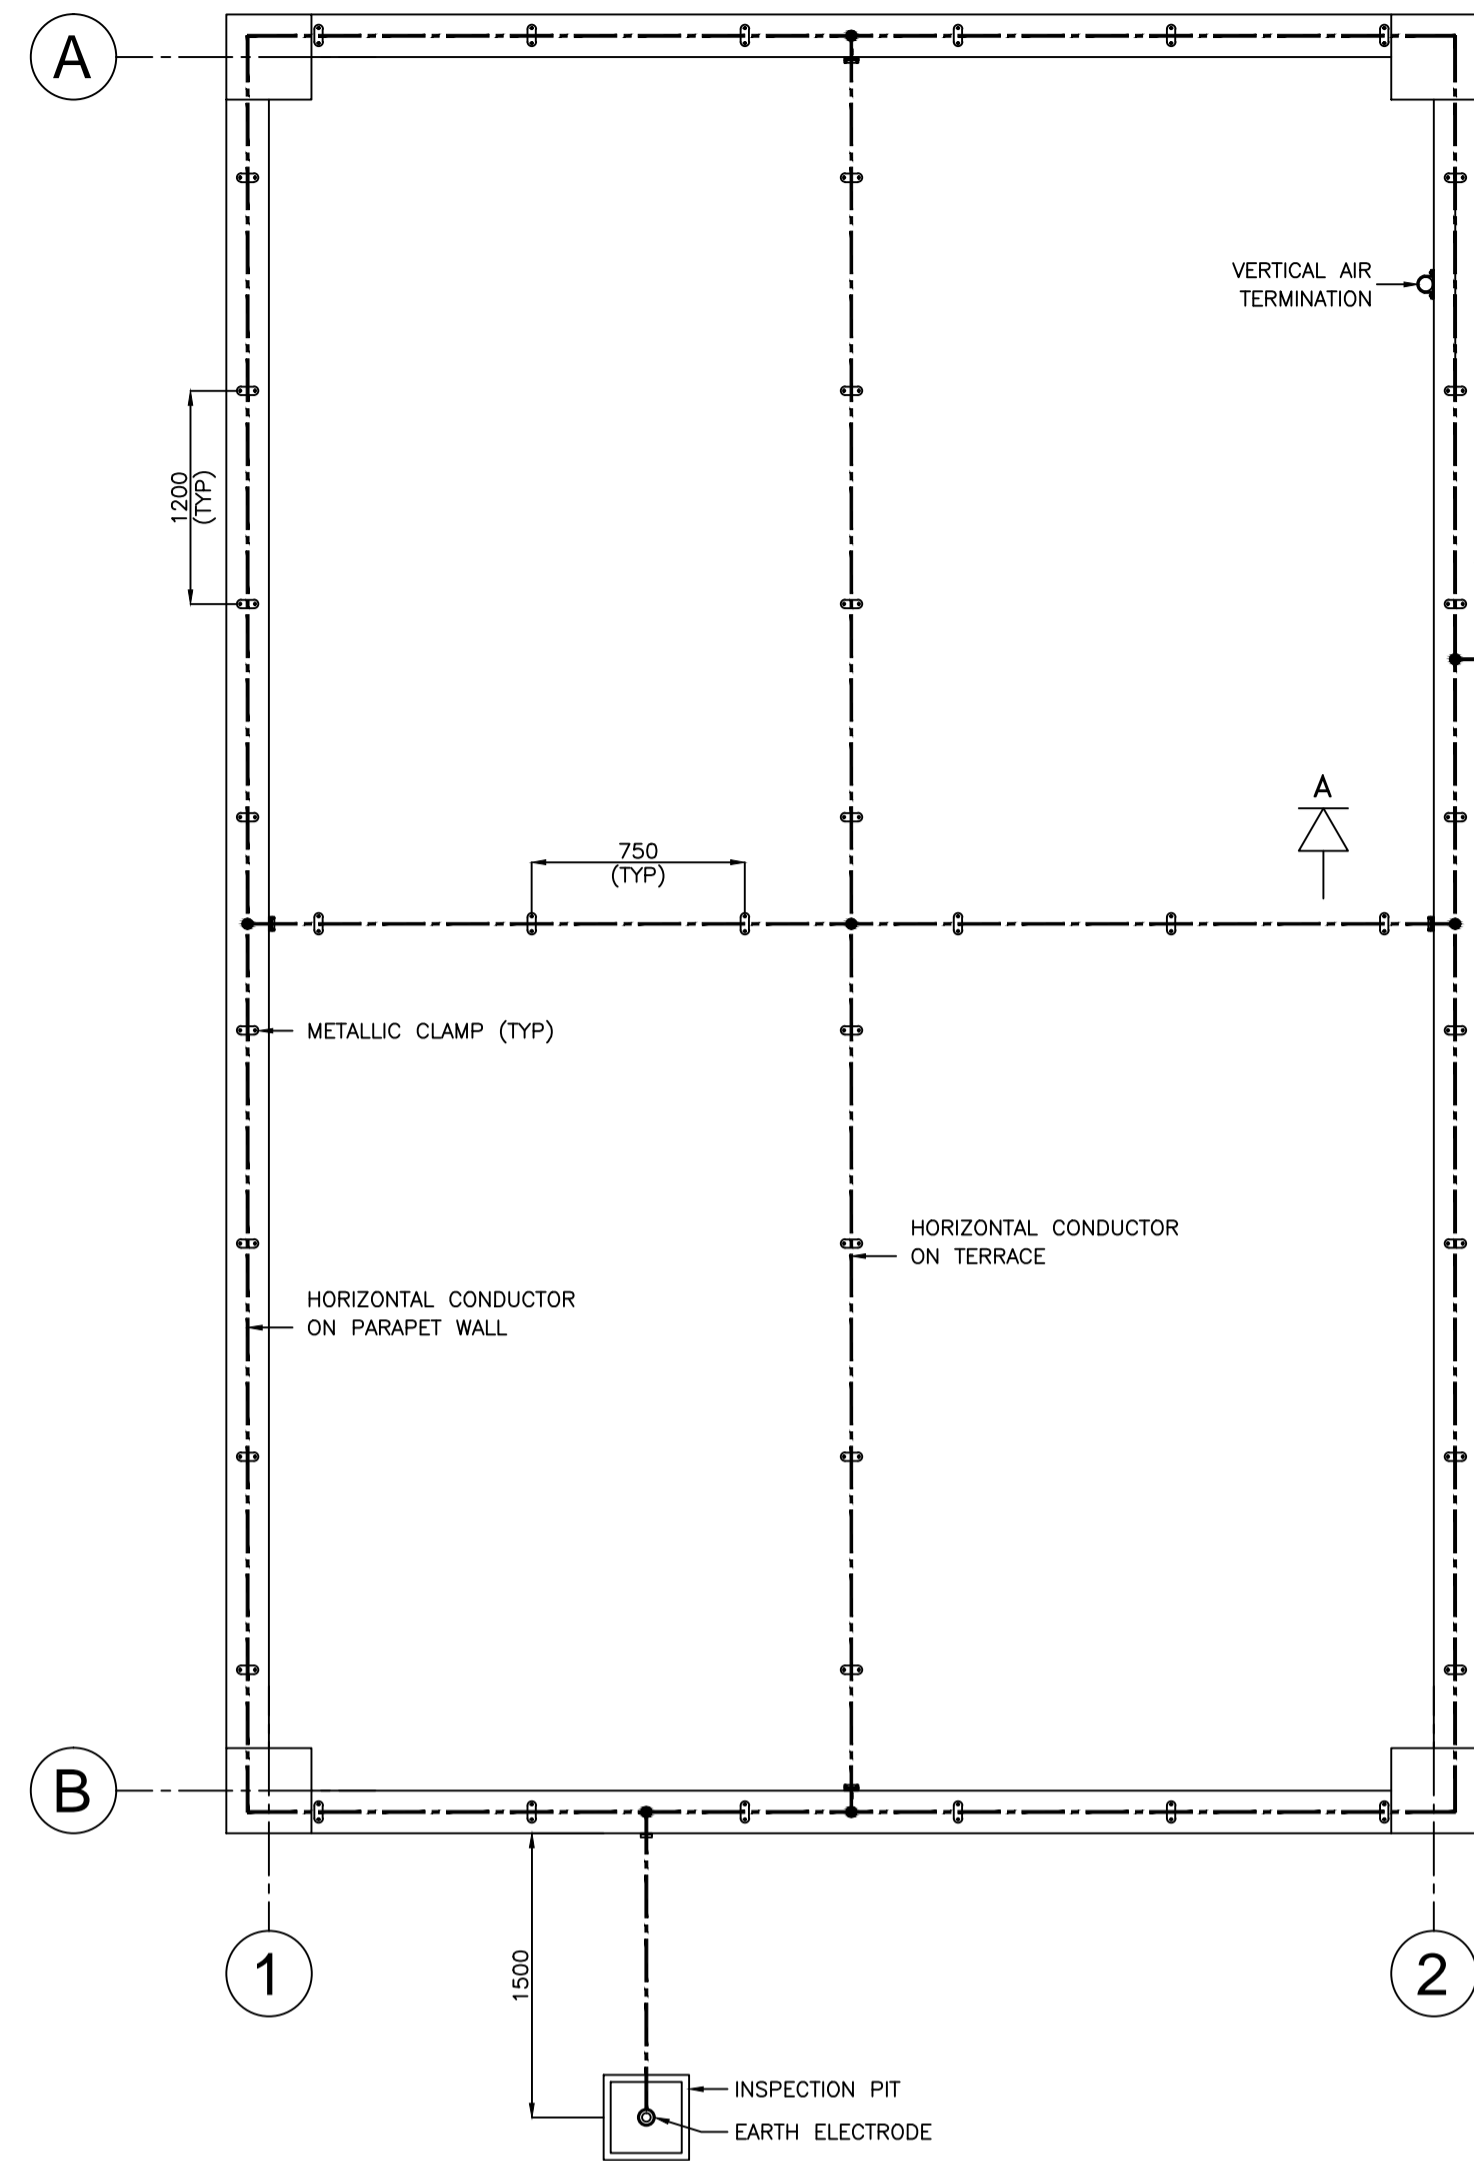 A
VERTICAL AIR
TERMINATION
1200
(TYP)
A
750
(TYP)
METALLIC CLAMP (TYP)
HORIZONTAL CONDUCTOR
ON TERRACE
HORIZONTAL CONDUCTOR
ON PARAPET WALL
B
1500
1
2
INSPECTION PIT
EARTH ELECTRODE